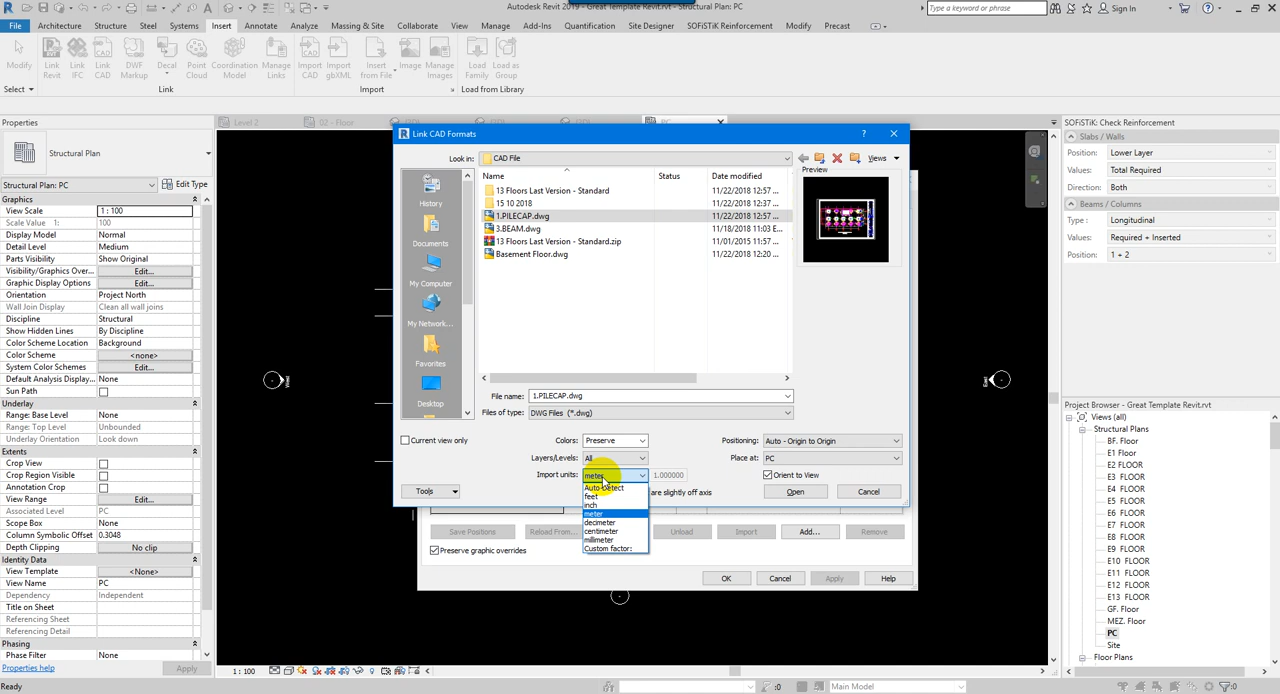 Autodesk Revit 2019 - Great Template Revit.rvt - Structural Plan: PC
Type a keyword or phrase
Sign In
File Architecture Structure Steel Systems Insert Annotate Analyze Massing & Site Collaborate View Manage Add-Ins Quantification Site Designer SOFiSTiK Reinforcement Modify Precast
Modify
Link Revit
Link IFC
Link CAD
DWF Markup
Decal
Point Cloud
Coordination Model
Manage Links
Import CAD
Import gbXML
Insert from File
Image
Manage Images
Load Family
Load as Group
Select
Link
Import
Load from Library
Properties
Level 2
02 - Floor
PC
SOFiSTiK: Check Reinforcement
Structural Plan
Structural Plan: PC
Edit Type
Graphics
View Scale 1 : 100
Scale Value 1: 100
Display Model Normal
Detail Level Medium
Parts Visibility Show Original
Visibility/Graphics Over... Edit...
Graphic Display Options Edit...
Orientation Project North
Wall Join Display Clean all wall joins
Discipline Structural
Show Hidden Lines By Discipline
Color Scheme Location Background
Color Scheme <none>
System Color Schemes Edit...
Default Analysis Display... None
Sun Path
Underlay
Range: Base Level None
Range: Top Level Unbounded
Underlay Orientation Look down
Extents
Crop View
Crop Region Visible
Annotation Crop
View Range Edit...
Associated Level PC
Scope Box None
Column Symbolic Offset 0.3048
Depth Clipping No clip
Identity Data
View Template <None>
View Name PC
Dependency Independent
Title on Sheet
Referencing Sheet
Referencing Detail
Phasing
Phase Filter None
Properties help
Apply
West
East
Link CAD Formats
Look in: CAD File
Views
Preview
Name Status Date modified
13 Floors Last Version - Standard 11/22/2018 12:57 ...
15 10 2018 11/22/2018 12:37 ...
1.PILECAP.dwg 11/22/2018 12:57 ...
3.BEAM.dwg 11/18/2018 11:03 E...
13 Floors Last Version - Standard.zip 11/01/2015 11:57 ...
Basement Floor.dwg 11/22/2018 12:20 ...
History
Documents
My Computer
My Network...
Favorites
Desktop
File name: 1.PILECAP.dwg
Files of type: DWG Files (*.dwg)
Current view only
Colors: Preserve
Positioning: Auto - Origin to Origin
Layers/Levels: All
Place at: PC
Import units: meter 1.000000
Orient to View
Auto-Detect
feet
inch
meter
decimeter
centimeter
milimeter
Custom factor:
are slightly off axis
Tools
Open
Cancel
Save Positions
Reload From...
Unload
Import
Add...
Remove
Preserve graphic overrides
OK
Cancel
Apply
Help
Slabs / Walls
Position: Lower Layer
Values: Total Required
Direction: Both
Beams / Columns
Type : Longitudinal
Values: Required + Inserted
Position: 1 + 2
Project Browser - Great Template Revit.rvt
Views (all)
Structural Plans
BF. Floor
E1 Floor
E2 FLOOR
E3 FLOOR
E4 FLOOR
E5 FLOOR
E6 FLOOR
E7 FLOOR
E8 FLOOR
E9 FLOOR
E10 FLOOR
E11 FLOOR
E12 FLOOR
E13 FLOOR
GF. Floor
MEZ. Floor
PC
Site
Floor Plans
1 : 100
Ready
:0
Main Model
:0